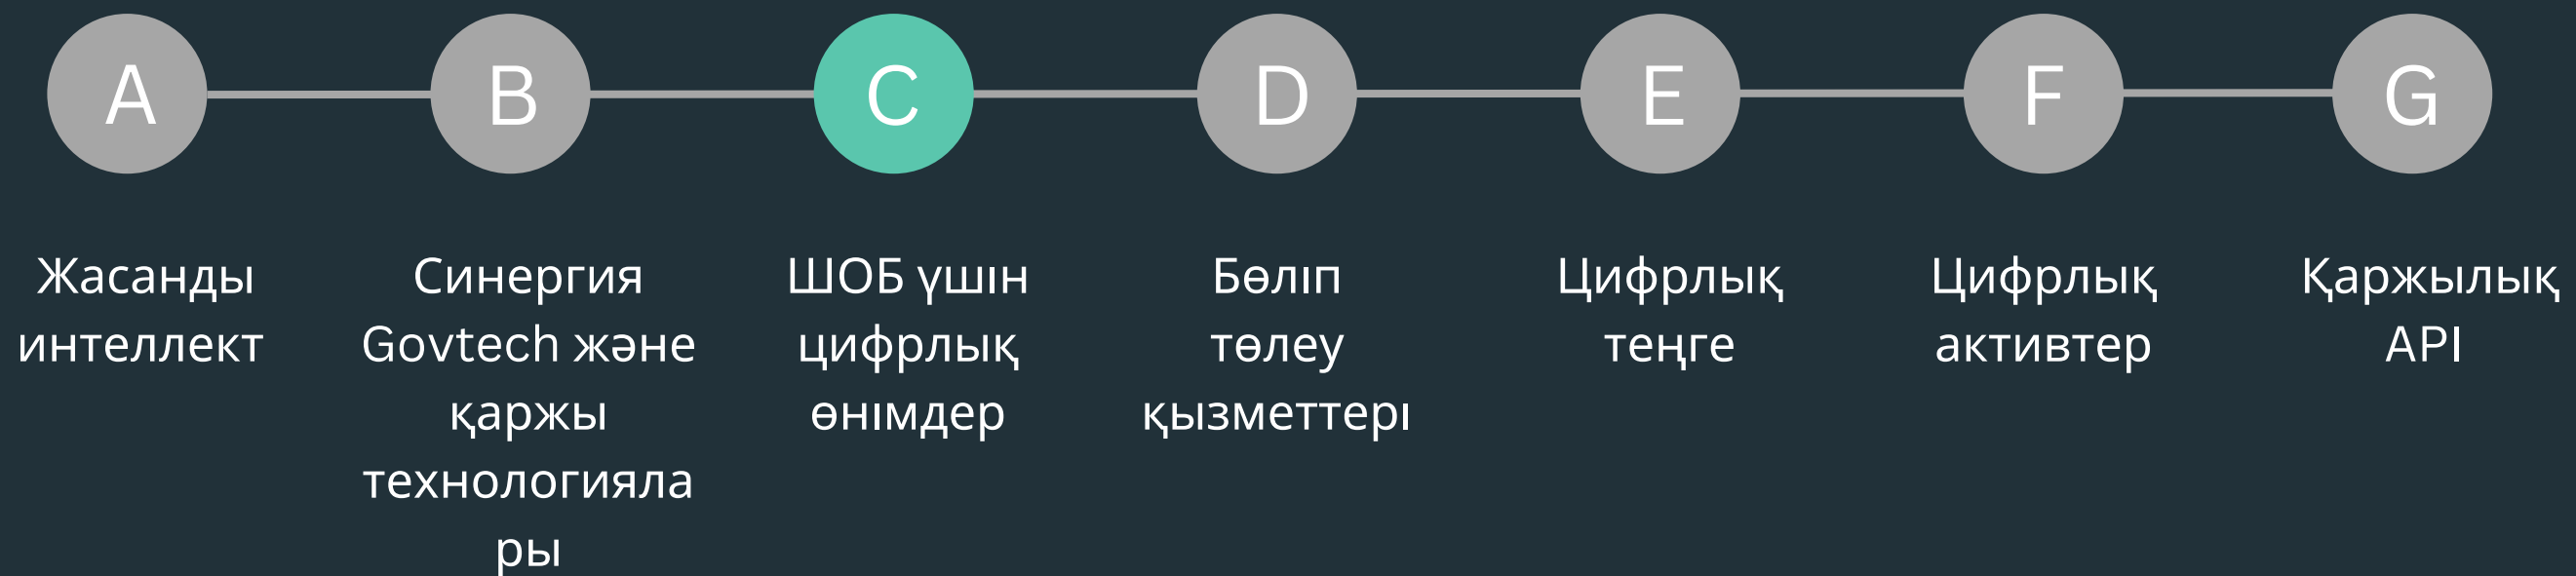 A
B
C
D
E
F
G
Жасанды
интеллект
Синергия
Govtech және
қаржы
технологияла
ры
ШОБ үшін
цифрлық
өнімдер
Бөліп
төлеу
қызметтері
Цифрлық
теңге
Цифрлық
активтер
Қаржылық
API